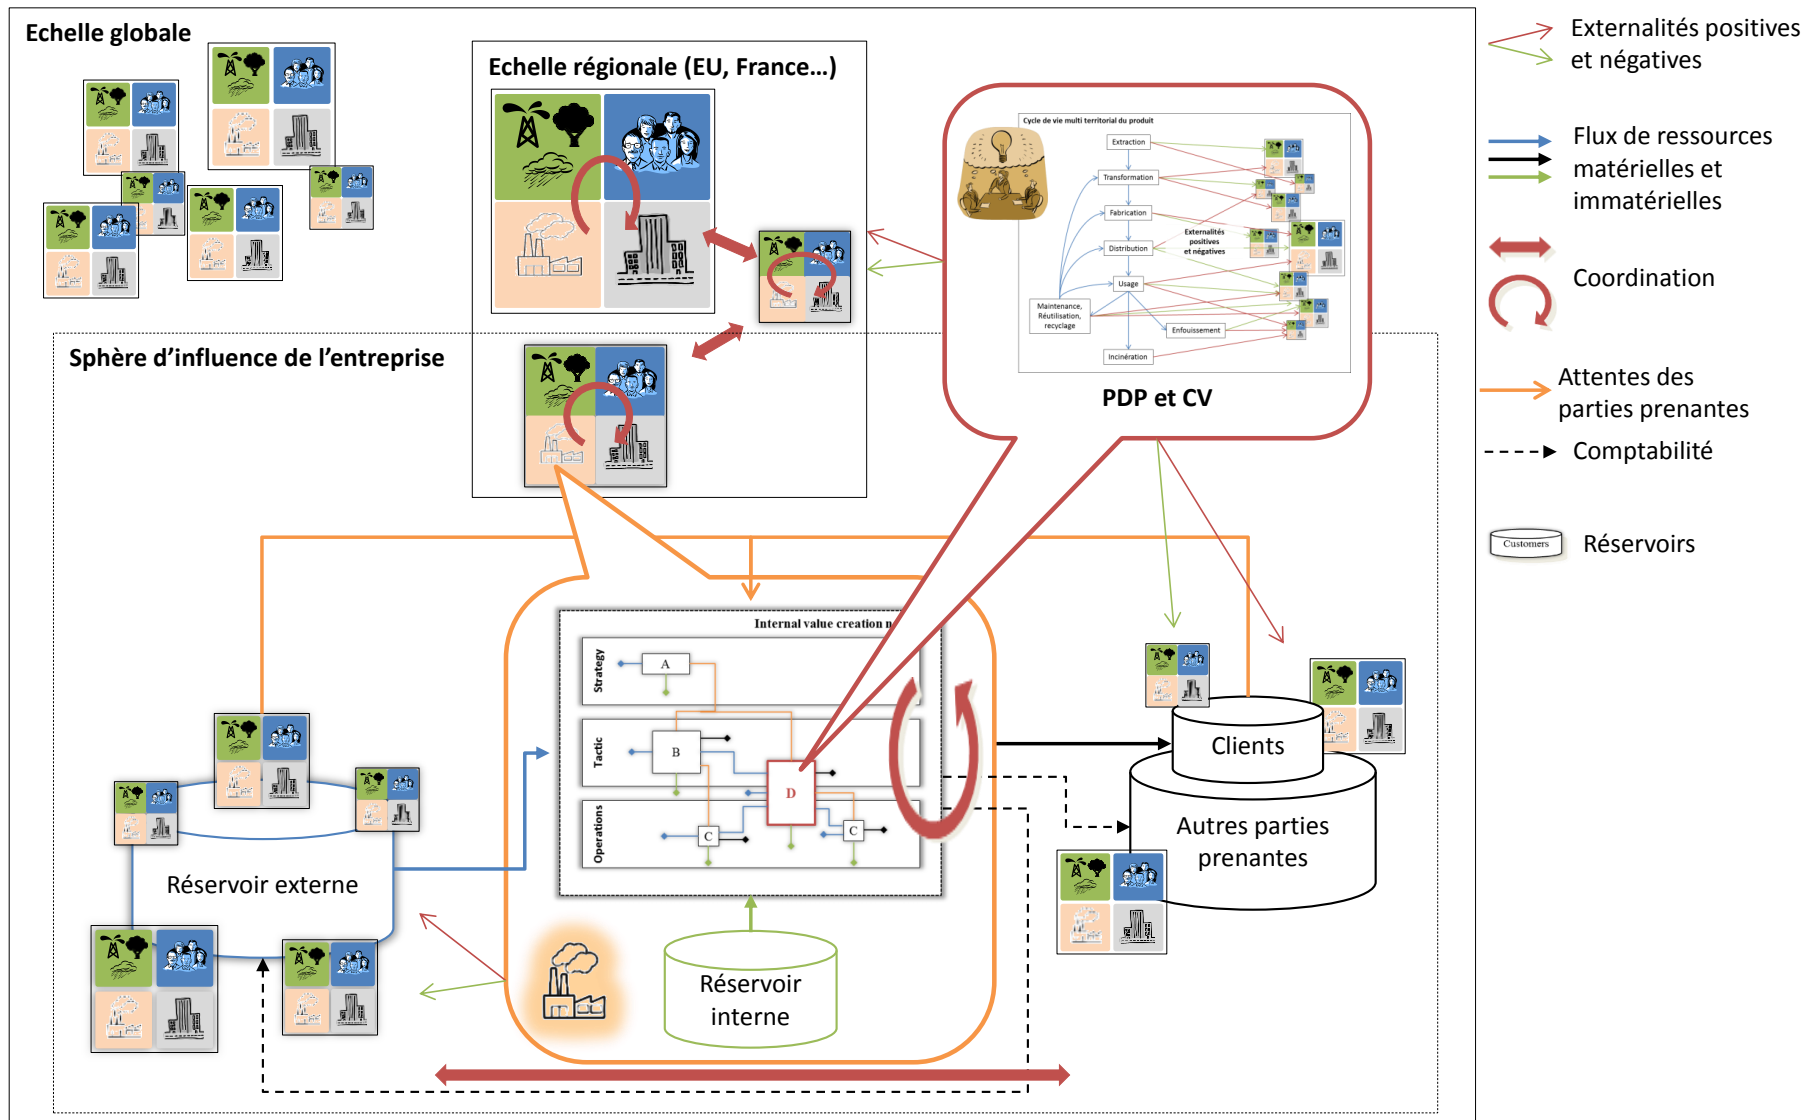 Echelle globale
Echelle régionale (EU, France…)
Cycle de vie multi territorial du produit
Extraction
Transformation
Fabrication
Distribution
Externalités
positives
et négatives
Usage
Maintenance,
Réutilisation,
recyclage
Enfouissement
Incinération
PDP et CV
Sphère d’influence de l’entreprise
Internal value creation n
Strategy
A
Tactic
B
D
Operations
C
C
Réservoir externe
Réservoir
interne
Clients
Autres parties
prenantes
Externalités positives
et négatives
Flux de ressources
matérielles et
immatérielles
Coordination
Attentes des
parties prenantes
Comptabilité
Customers
Réservoirs